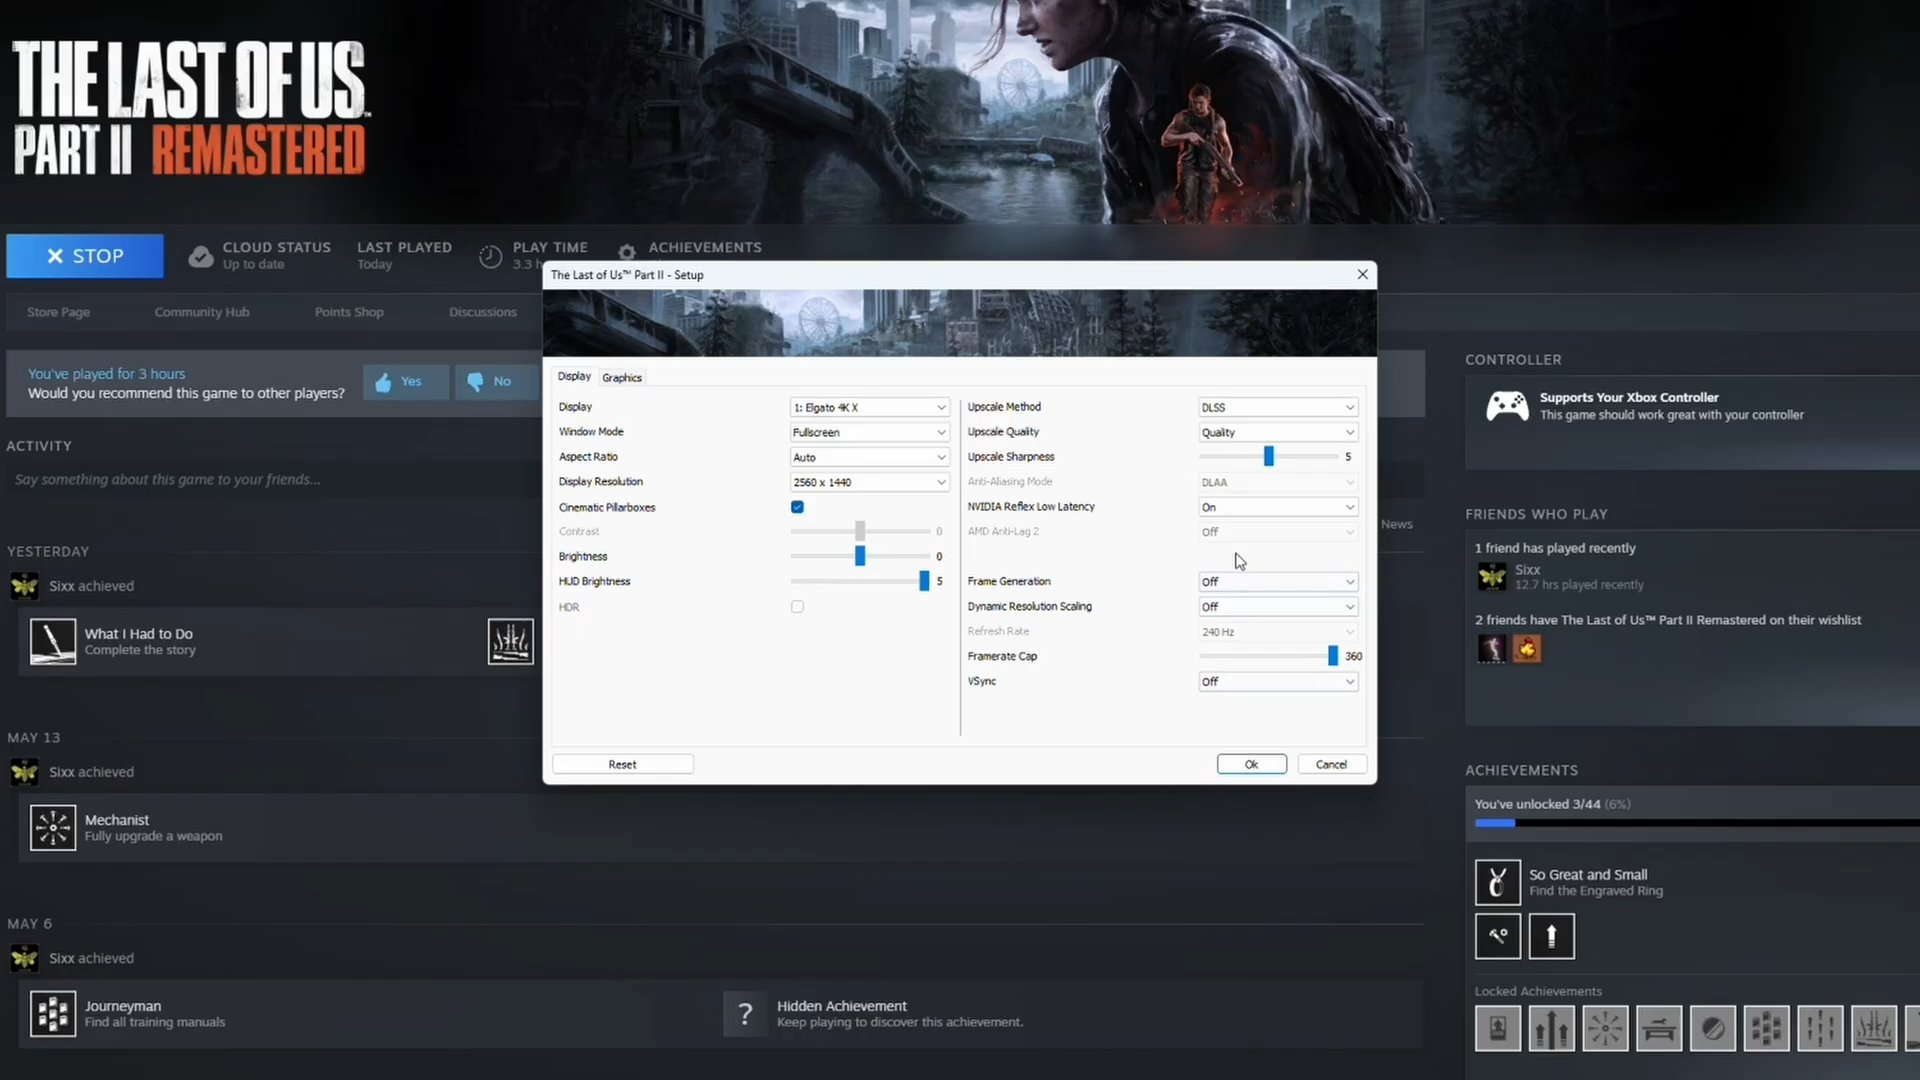 THE LAST OF US
PART II REMASTERED
STOP
CLOUD STATUS
Up to date
LAST PLAYED
Today
PLAY TIME
3.3 h
ACHIEVEMENTS
Store Page
Community Hub
Points Shop
Discussions
You've played for 3 hours
Would you recommend this game to other players?
Yes
No
ACTIVITY
Say something about this game to your friends...
News
YESTERDAY
Sixx achieved
What I Had to Do
Complete the story
MAY 13
Sixx achieved
Mechanist
Fully upgrade a weapon
MAY 6
Sixx achieved
Journeyman
Find all training manuals
?
Hidden Achievement
Keep playing to discover this achievement.
The Last of Us™ Part II - Setup
Display
Graphics
Display
1: Elgato 4K X
Window Mode
Fullscreen
Aspect Ratio
Auto
Display Resolution
2560 x 1440
Cinematic Pillarboxes
Contrast
0
Brightness
0
HUD Brightness
5
HDR
Upscale Method
DLSS
Upscale Quality
Quality
Upscale Sharpness
5
Anti-Aliasing Mode
DLAA
NVIDIA Reflex Low Latency
On
AMD Anti-Lag 2
Off
Frame Generation
Off
Dynamic Resolution Scaling
Off
Refresh Rate
240 Hz
Framerate Cap
360
VSync
Off
Reset
Ok
Cancel
CONTROLLER
Supports Your Xbox Controller
This game should work great with your controller
FRIENDS WHO PLAY
1 friend has played recently
Sixx
12.7 hrs played recently
2 friends have The Last of Us™ Part II Remastered on their wishlist
ACHIEVEMENTS
You've unlocked 3/44 (6%)
So Great and Small
Find the Engraved Ring
Locked Achievements